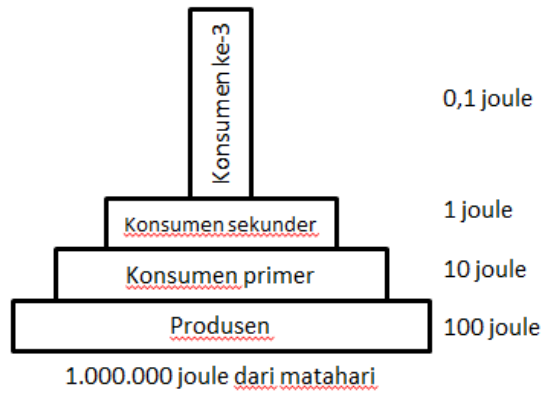 Konsumen ke-3
0,1 joule
Konsumen sekunder
1 joule
Konsumen primer
10 joule
Produsen
100 joule
1.000.000 joule dari matahari